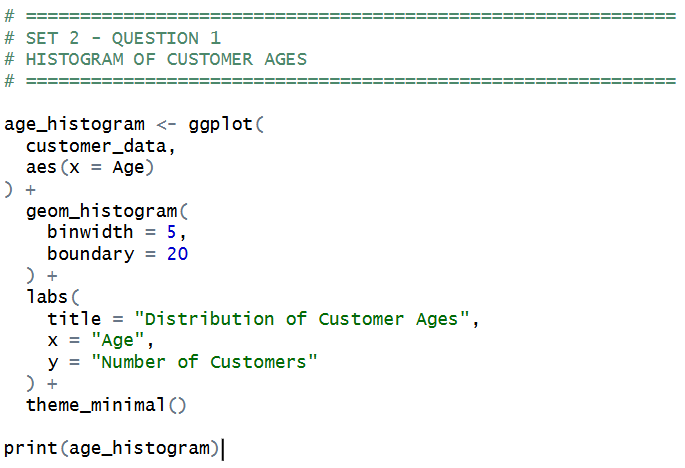 # ============================================================
# SET 2 - QUESTION 1
# HISTOGRAM OF CUSTOMER AGES
# ============================================================

age_histogram <- ggplot(
  customer_data,
  aes(x = Age)
) +
  geom_histogram(
    binwidth = 5,
    boundary = 20
  ) +
  labs(
    title = "Distribution of Customer Ages",
    x = "Age",
    y = "Number of Customers"
  ) +
  theme_minimal()

print(age_histogram)